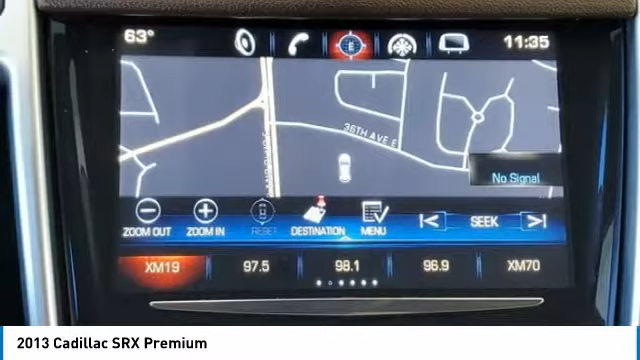 63°
11:35
36TH AVE E
No Signal
ZOOM OUT
ZOOM IN
RESET
DESTINATION
MENU
SEEK
XM19
97.5
98.1
96.9
XM70
2013 Cadillac SRX Premium